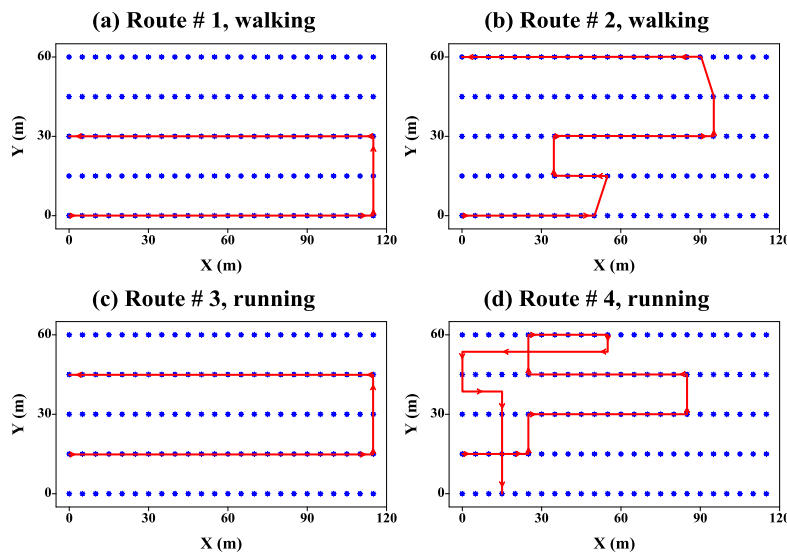 (a) Route # 1, walking
60
30
0
Y (m)
0 30 60 90 120
X (m)
(b) Route # 2, walking
60
30
0
Y (m)
0 30 60 90 120
X (m)
(c) Route # 3, running
60
30
0
Y (m)
0 30 60 90 120
X (m)
(d) Route # 4, running
60
30
0
Y (m)
0 30 60 90 120
X (m)